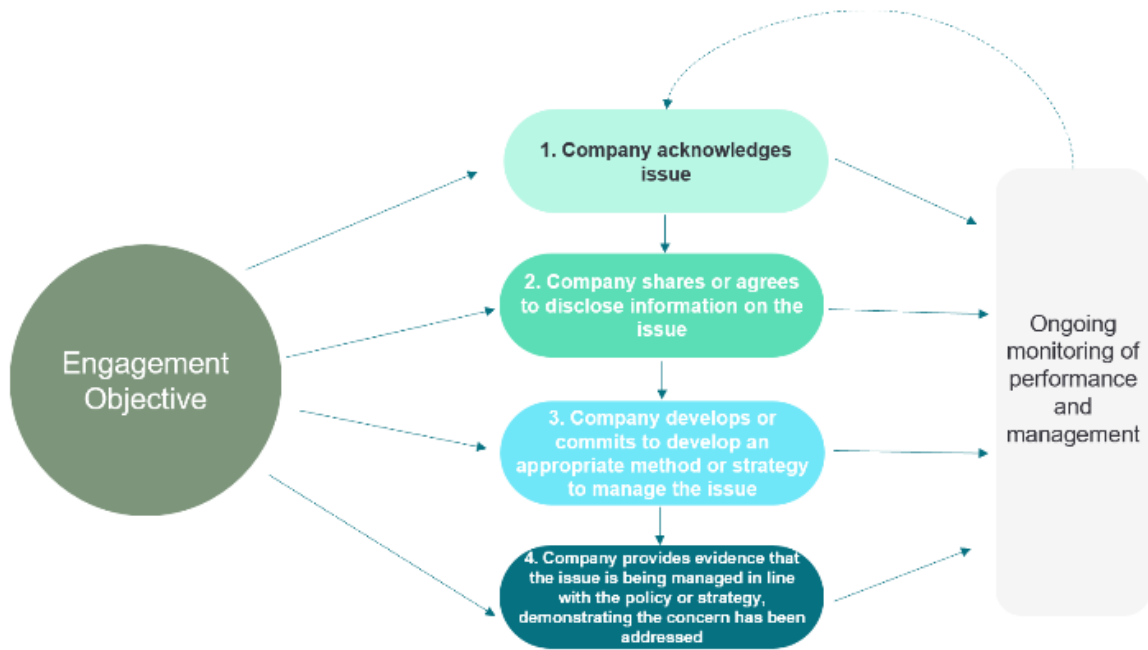 Engagement
Objective
1. Company acknowledges
issue
2. Company shares or agrees
to disclose information on the
issue
3. Company develops or
commits to develop an
appropriate method or strategy
to manage the issue
4. Company provides evidence that
the issue is being managed in line
with the policy or strategy,
demonstrating the concern has been
addressed
Ongoing
monitoring of
performance
and
management